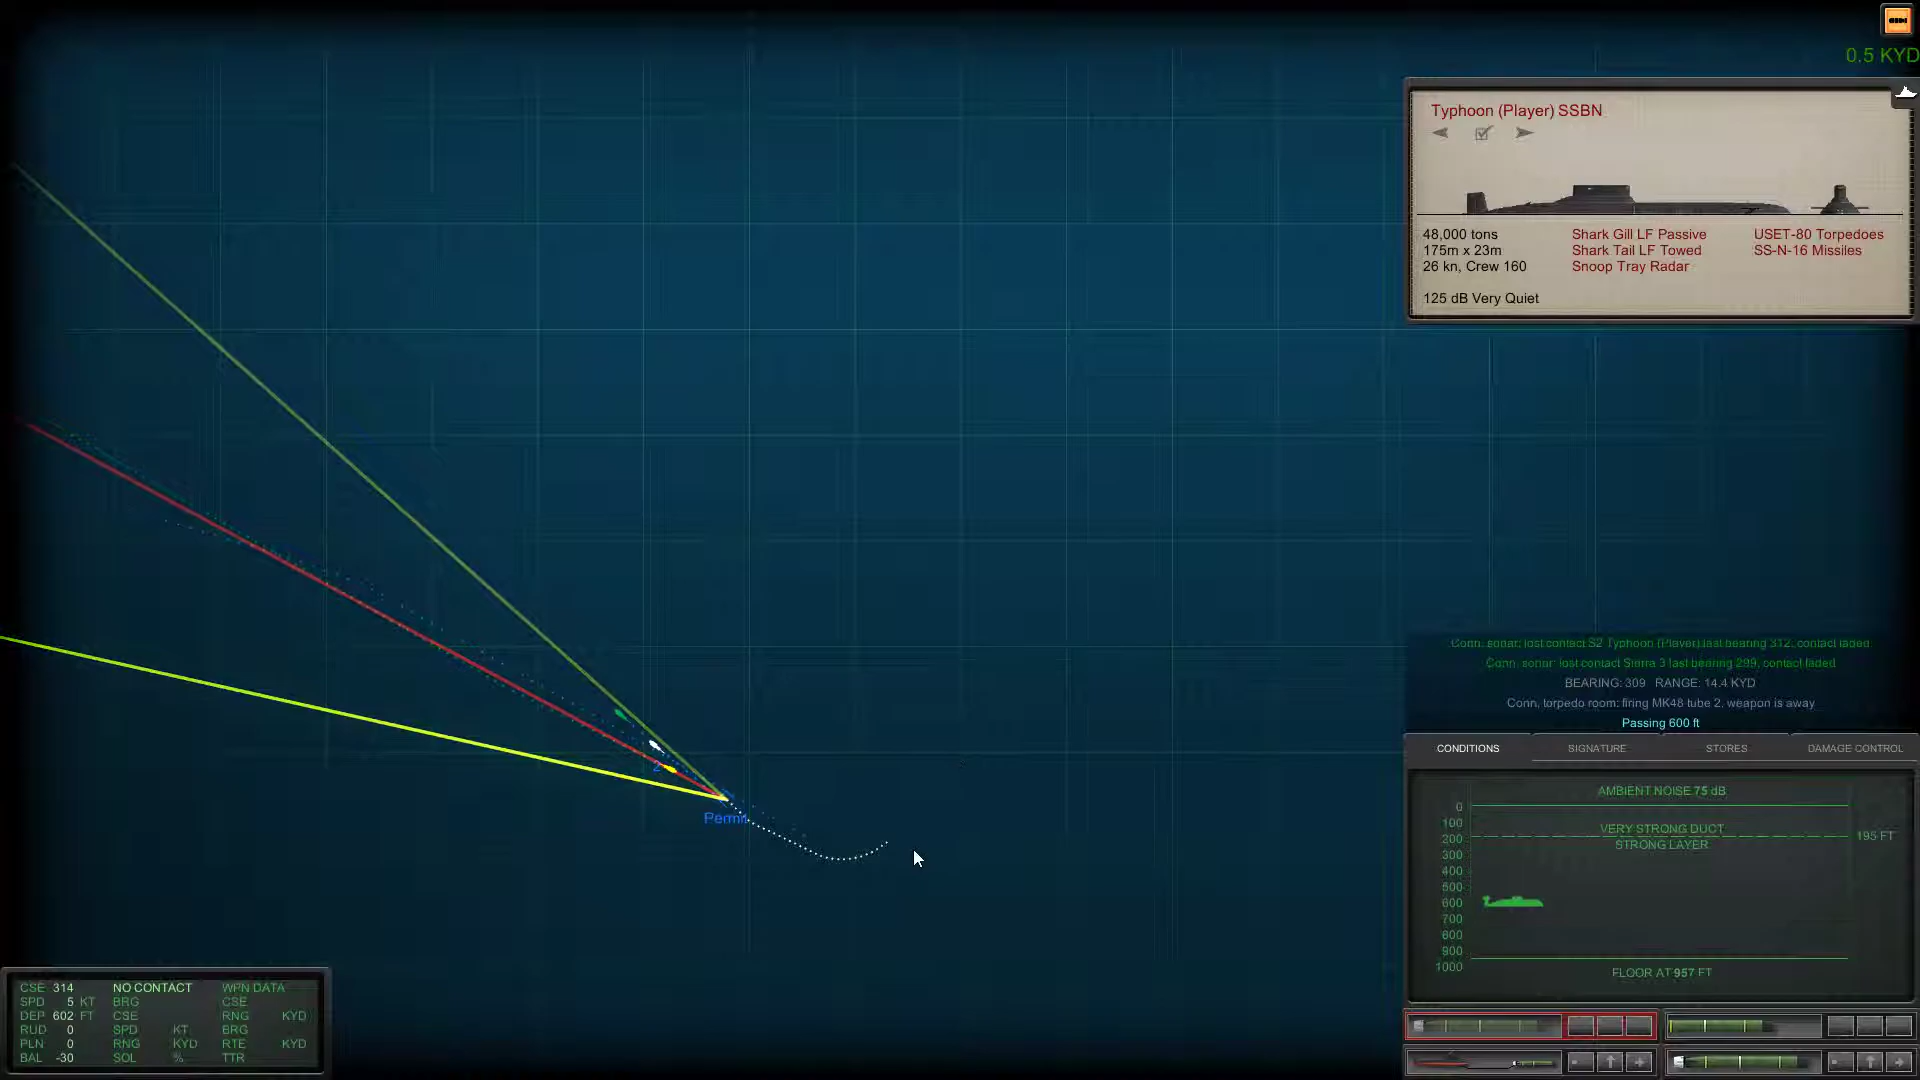 0.5 KYD
Typhoon (Player) SSBN
48,000 tons
175m x 23m
26 kn, Crew 160
125 dB Very Quiet
Shark Gill LF Passive
Shark Tail LF Towed
Snoop Tray Radar
USET-80 Torpedoes
SS-N-16 Missiles
2
Permit
Conn, sonar: lost contact S2 Typhoon (Player) last bearing 312, contact faded
Conn, sonar: lost contact Sierra 3 last bearing 299, contact faded
BEARING: 309 RANGE: 14.4 KYD
Conn, torpedo room: firing MK48 tube 2, weapon is away
Passing 600 ft
CONDITIONS SIGNATURE STORES DAMAGE CONTROL
AMBIENT NOISE 75 dB
0
100
200
300
400
500
600
700
800
900
1000
VERY STRONG DUCT
195 FT
STRONG LAYER
FLOOR AT 957 FT
CSE 314 NO CONTACT WPN DATA
SPD 5 KT BRG CSE
DEP 602 FT CSE RNG KYD
RUD 0 SPD KT BRG
PLN 0 RNG KYD RTE KYD
BAL -30 SOL % TTR